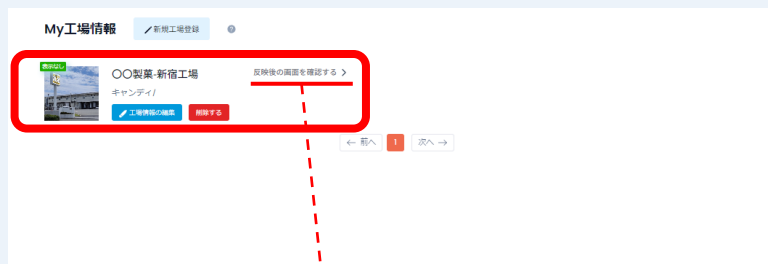 My工場情報
新規工場登録
?
表示なし
〇〇製菓-新宿工場
反映後の画面を確認する
キャンディ/
工場情報の編集
削除する
← 前へ 1 次へ →